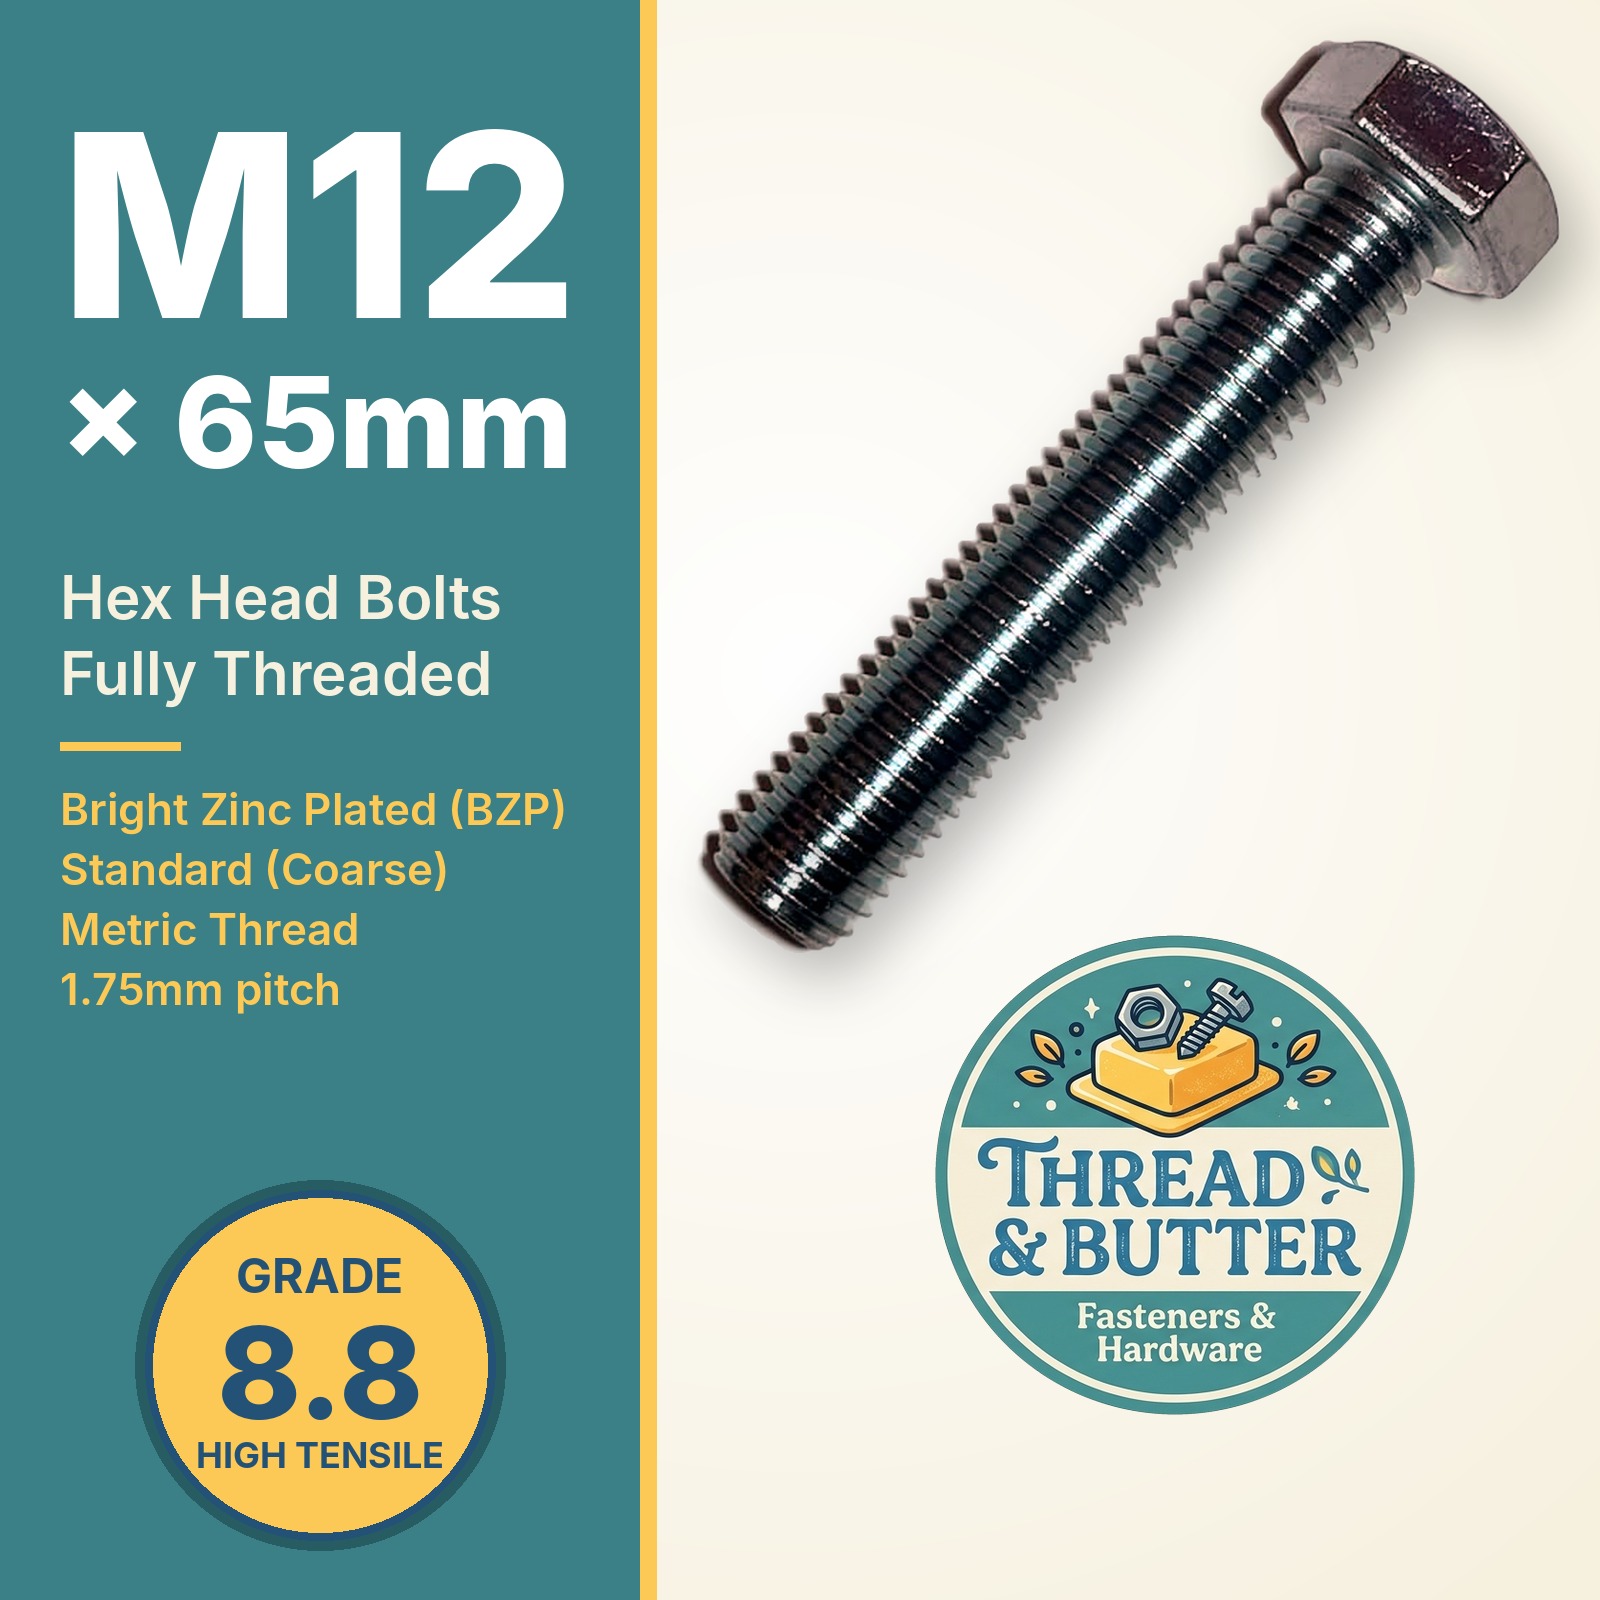 M12
× 65mm
Hex Head Bolts
Fully Threaded
Bright Zinc Plated (BZP)
Standard (Coarse)
Metric Thread
1.75mm pitch
GRADE
8.8
HIGH TENSILE
THREAD
& BUTTER
Fasteners &
Hardware